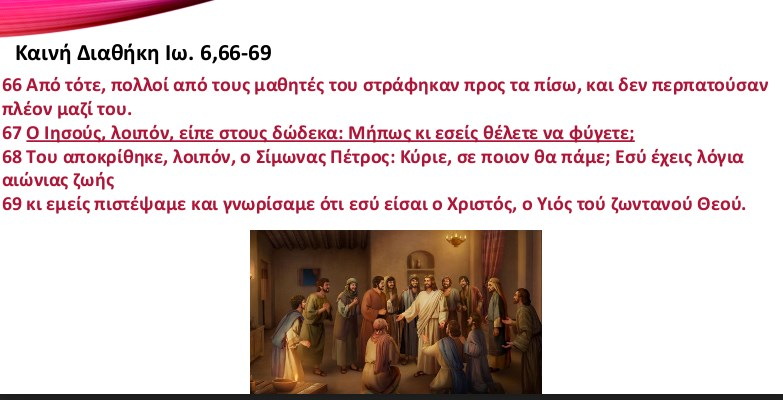 Καινή Διαθήκη Ιω. 6,66-69
66 Από τότε, πολλοί από τους μαθητές του στράφηκαν προς τα πίσω, και δεν περπατούσαν
πλέον μαζί του.
67 Ο Ιησούς, λοιπόν, είπε στους δώδεκα: Μήπως κι εσείς θέλετε να φύγετε;
68 Του αποκρίθηκε, λοιπόν, ο Σίμωνας Πέτρος: Κύριε, σε ποιον θα πάμε; Εσύ έχεις λόγια
αιώνιας ζωής
69 κι εμείς πιστέψαμε και γνωρίσαμε ότι εσύ είσαι ο Χριστός, ο Υιός τού ζωντανού Θεού.